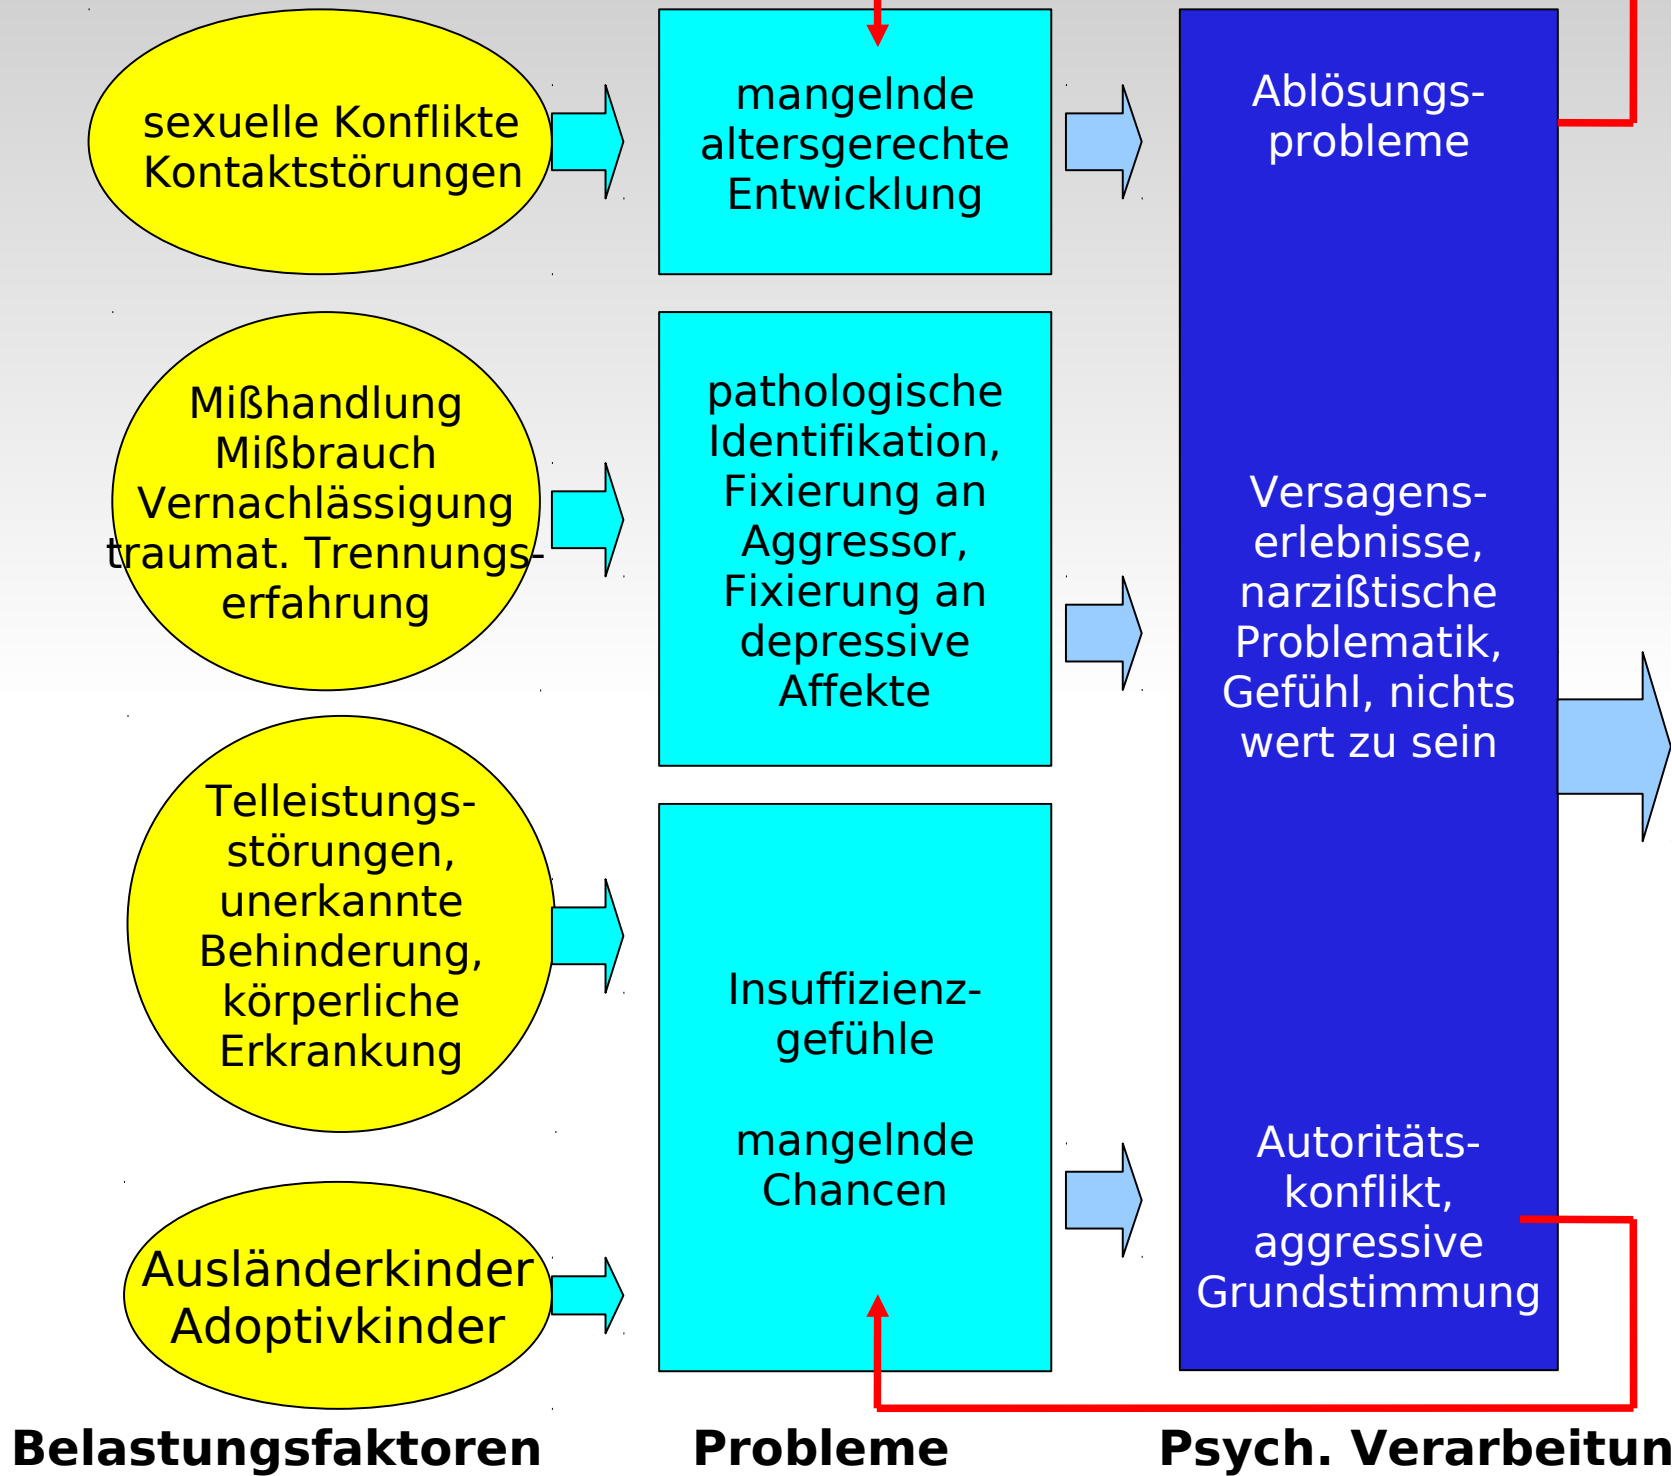 sexuelle Konflikte
Kontaktstörungen
mangelnde
altersgerechte
Entwicklung
Ablösungs-
probleme
Mißhandlung
Mißbrauch
Vernachlässigung
traumat. Trennungs-
erfahrung
pathologische
Identifikation,
Fixierung an
Aggressor,
Fixierung an
depressive
Affekte
Versagens-
erlebnisse,
narzißtische
Problematik,
Gefühl, nichts
wert zu sein
Telleistungs-
störungen,
unerkannte
Behinderung,
körperliche
Erkrankung
Insuffizienz-
gefühle
mangelnde
Chancen
Autoritäts-
konflikt,
aggressive
Grundstimmung
Ausländerkinder
Adoptivkinder
Belastungsfaktoren
Probleme
Psych. Verarbeitun